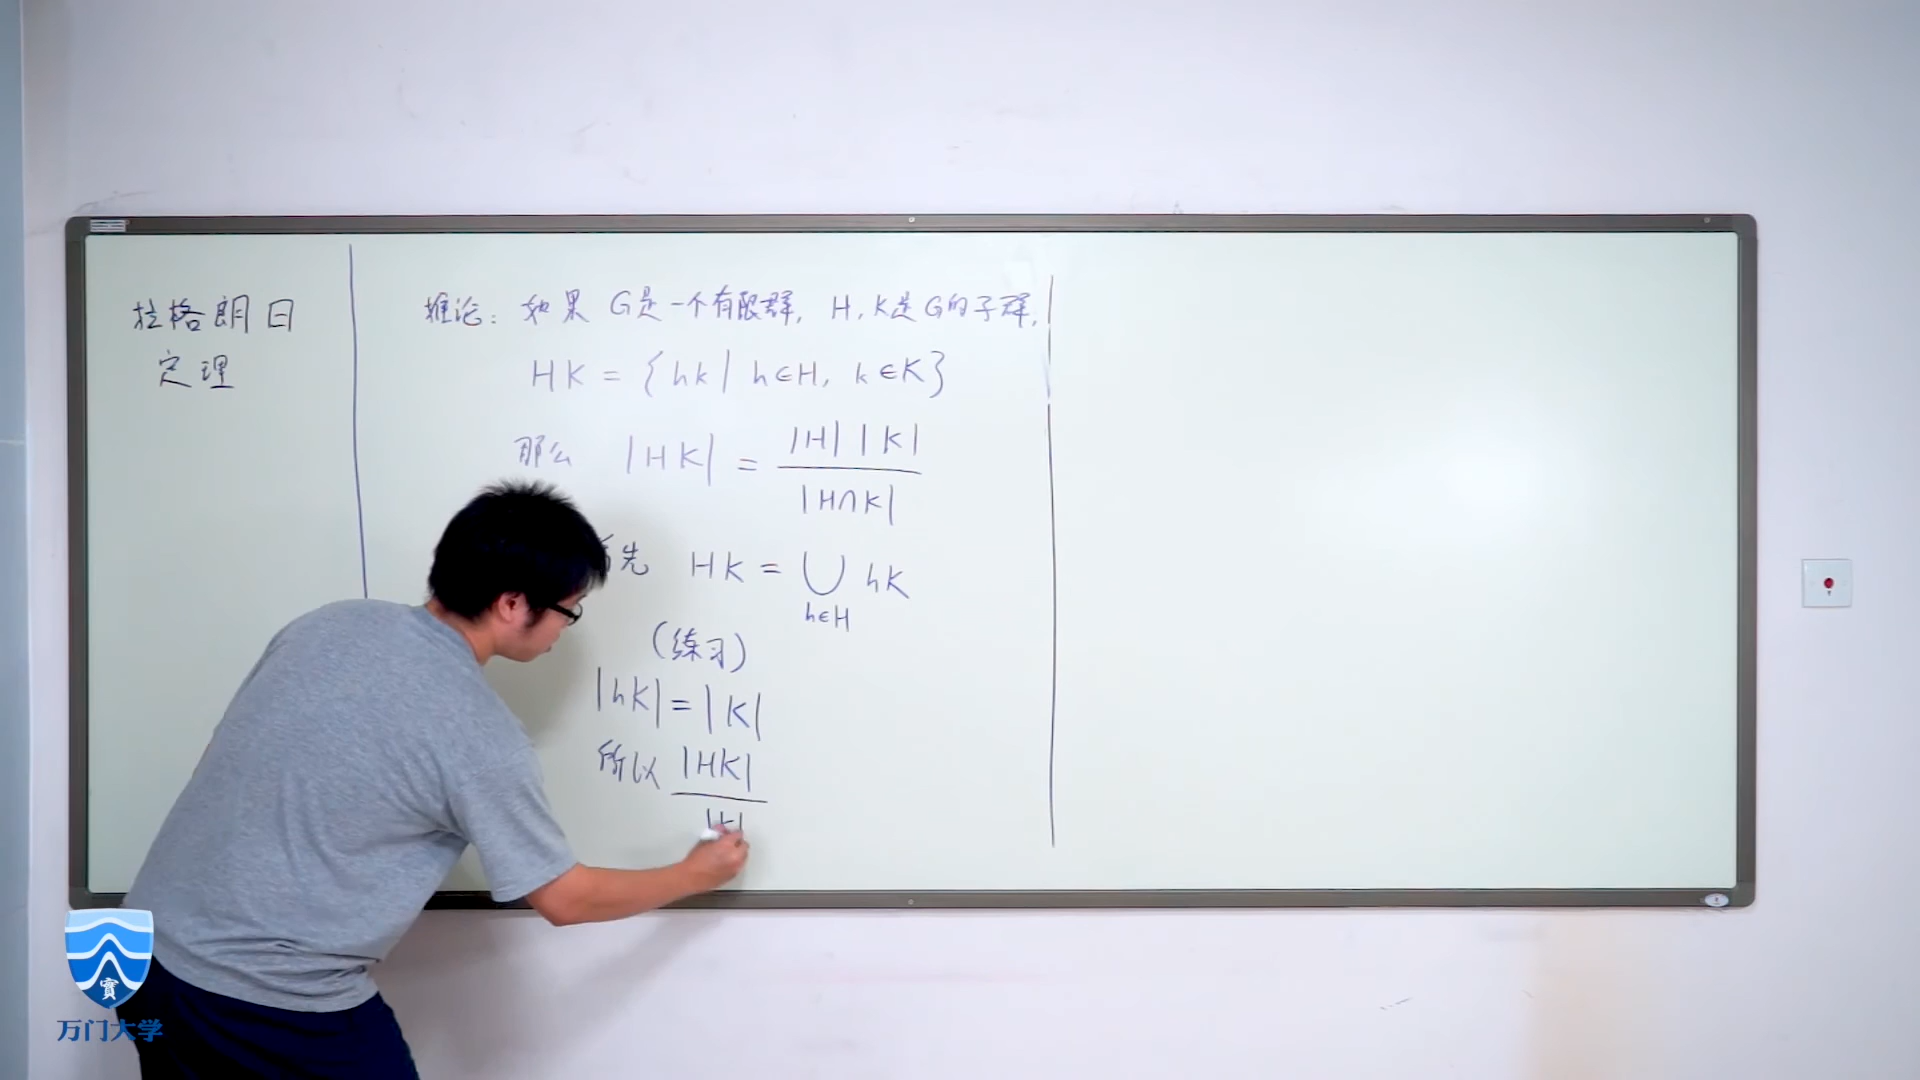 拉格朗日
定理
推论: 如果 G是一个有限群, H, K是G的子群,
HK = {hk | h∈H, k∈K}
那么 |HK| = |H| |K| / |H∩K|
首先 HK = ⋃ hK
h∈H
(练习)
|hK| = |K|
所以 |HK|
|K|
寳
万门大学